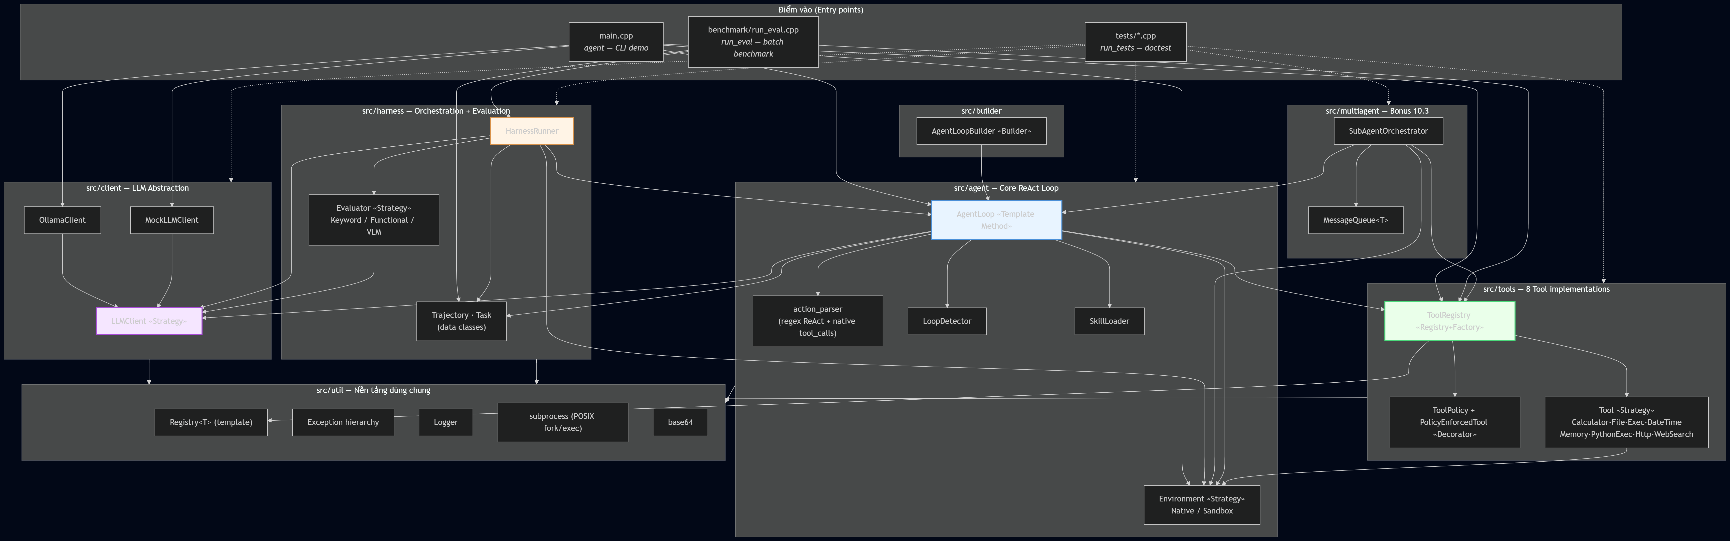 Điểm vào (Entry points)
main.cpp
agent — CLI demo
benchmark/run_eval.cpp
run_eval — batch
benchmark
tests/*.cpp
run_tests — doctest
src/harness — Orchestration + Evaluation
HarnessRunner
Evaluator «Strategy»
Keyword / Functional /
VLM
Trajectory · Task
(data classes)
src/builder
AgentLoopBuilder «Builder»
src/multiagent — Bonus 10.3
SubAgentOrchestrator
MessageQueue<T>
src/client — LLM Abstraction
OllamaClient
MockLLMClient
LLMClient «Strategy»
src/agent — Core ReAct Loop
AgentLoop «Template
Method»
action_parser
(regex ReAct + native
tool_calls)
LoopDetector
SkillLoader
Environment «Strategy»
Native / Sandbox
src/tools — 8 Tool implementations
ToolRegistry
«Registry+Factory»
ToolPolicy +
PolicyEnforcedTool
«Decorator»
Tool «Strategy»
Calculator·File·Exec·DateTime
Memory·PythonExec·Http·WebSearch
src/util — Nền tảng dùng chung
Registry<T> (template)
Exception hierarchy
Logger
subprocess (POSIX
fork/exec)
base64